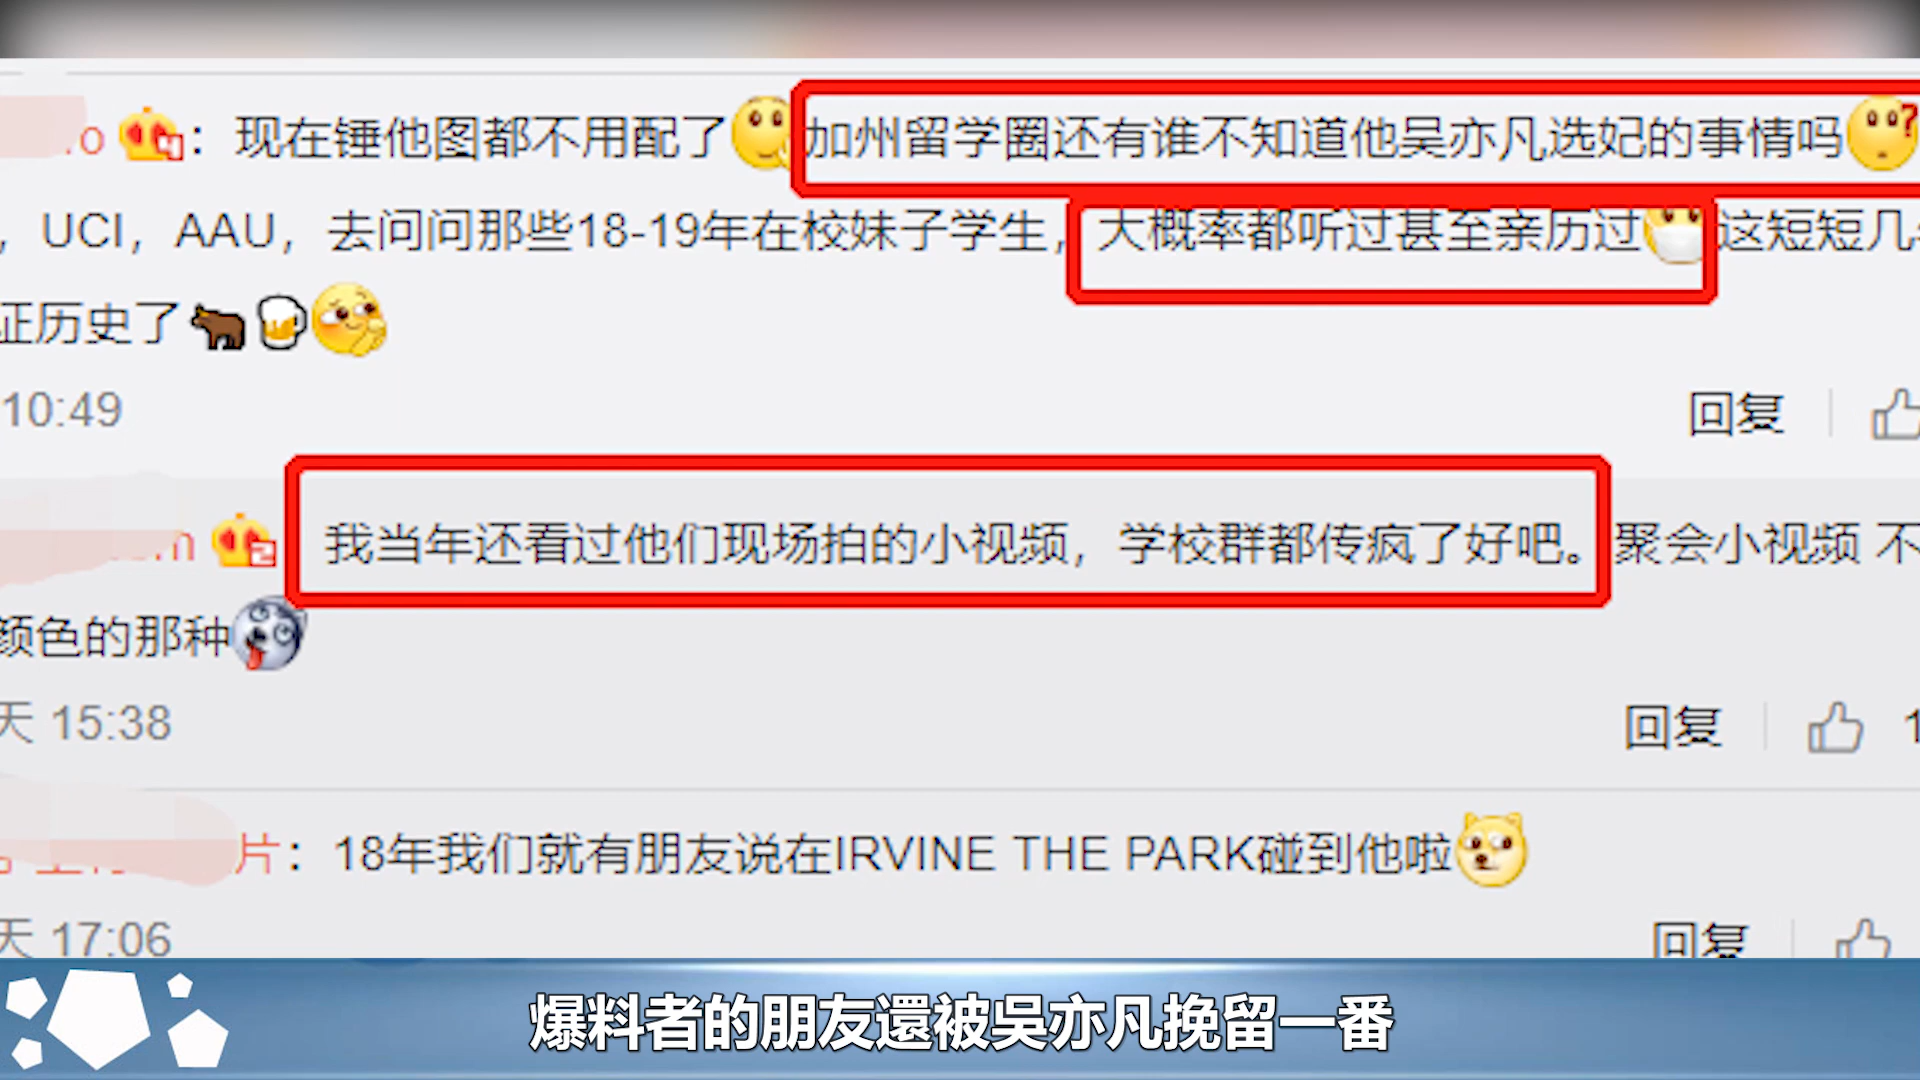 o : 现在锤他图都不用配了 加州留学圈还有谁不知道他吴亦凡选妃的事情吗
, UCI, AAU, 去问问那些18-19年在校妹子学生, 大概率都听过甚至亲历过 这短短几
证历史了
10:49 回复
我当年还看过他们现场拍的小视频，学校群都传疯了好吧。聚会小视频 不
颜色的那种
天 15:38 回复 1
片: 18年我们就有朋友说在IRVINE THE PARK碰到他啦
天 17:06 回复
爆料者的朋友還被吳亦凡挽留一番